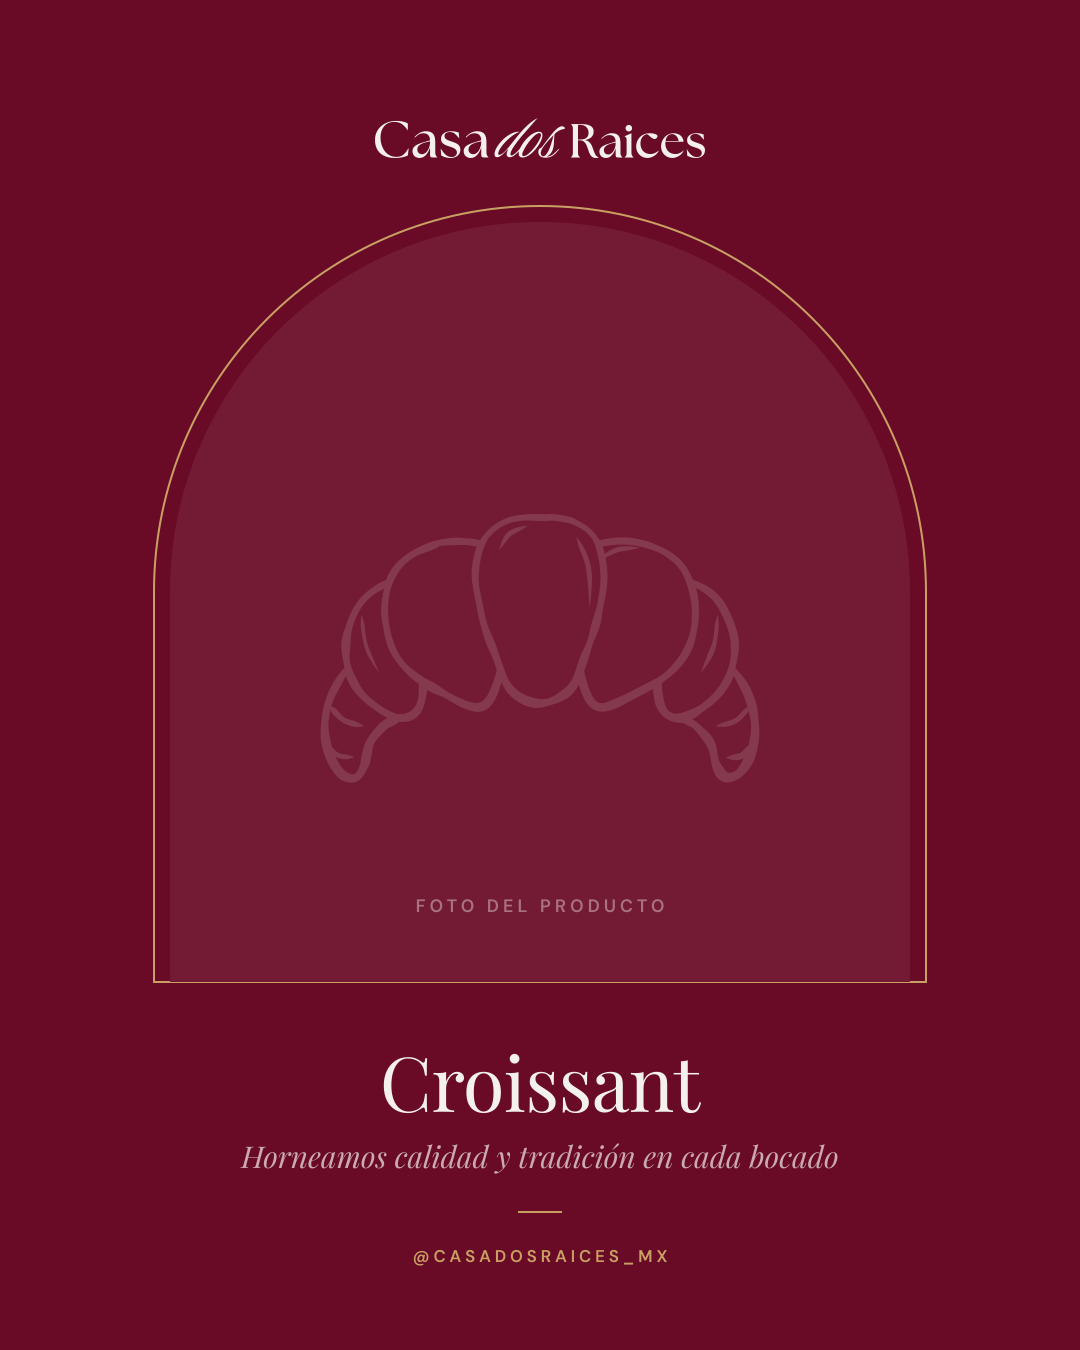 Casa dos Raices
FOTO DEL PRODUCTO
Croissant
Horneamos calidad y tradición en cada bocado
@CASADOSRAICES_MX